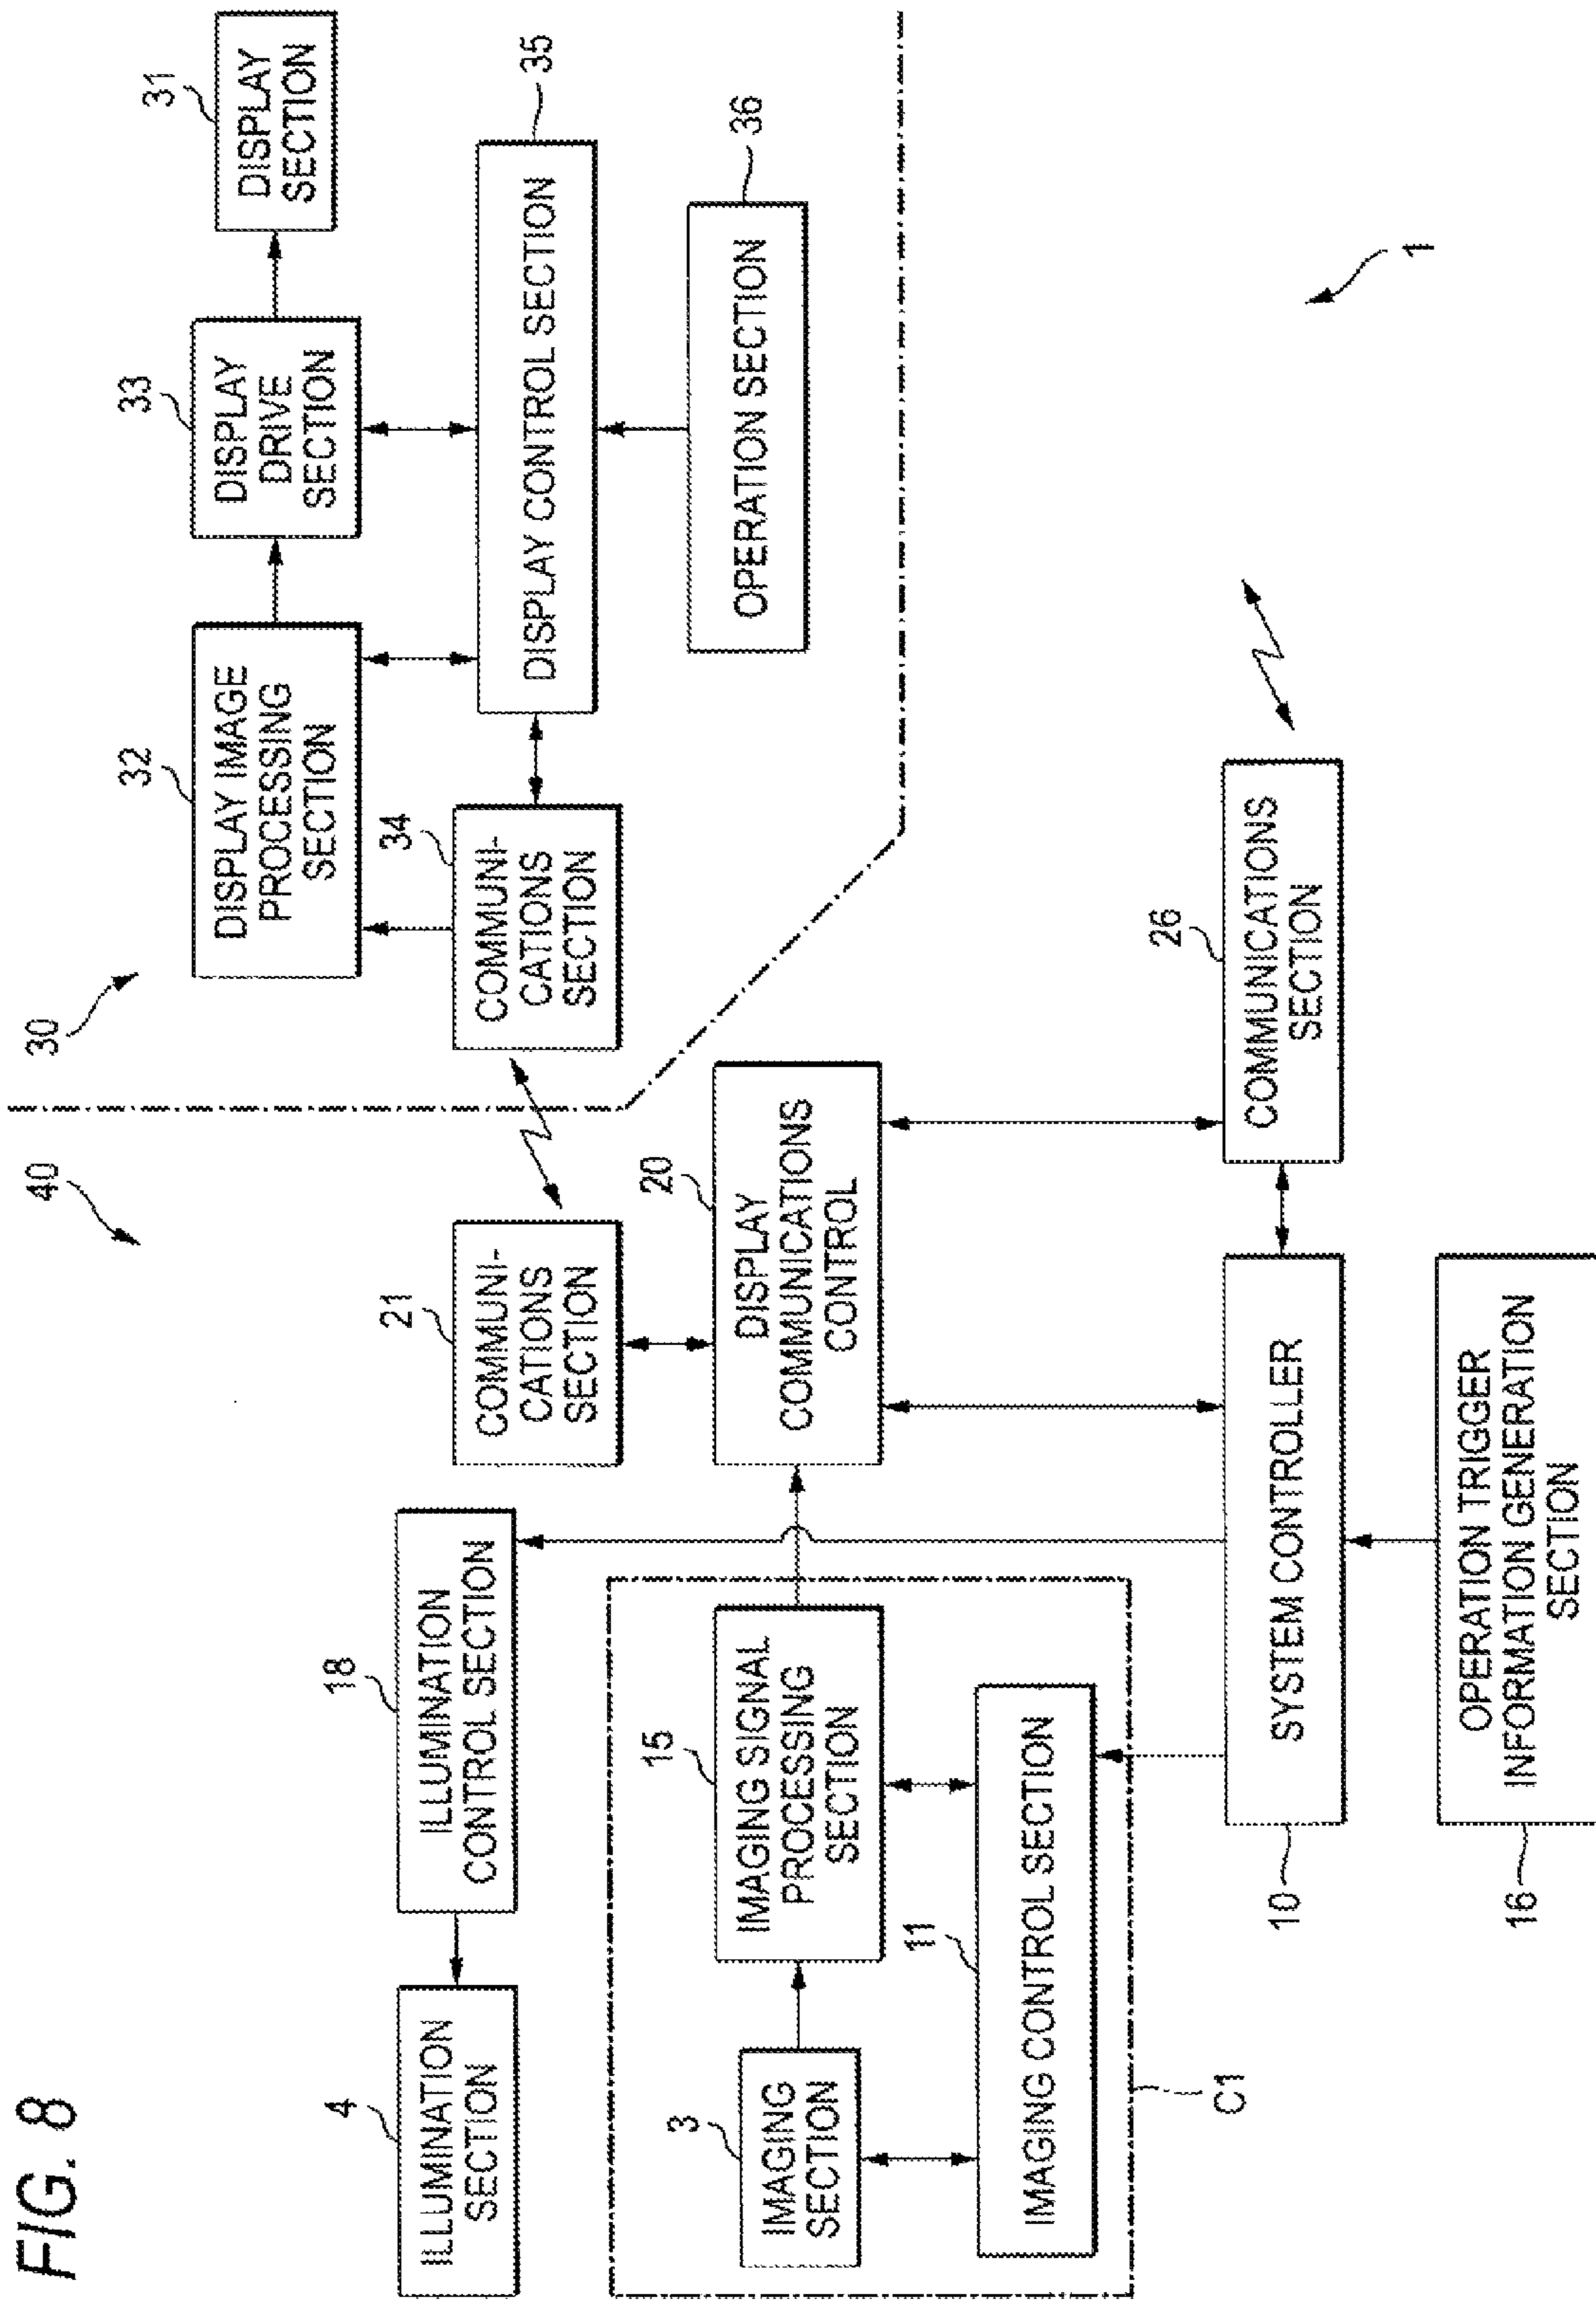 FIG. 8
40
30
4
ILLUMINATION
SECTION
18
ILLUMINATION
CONTROL SECTION
21
COMMUNI-
CATIONS
SECTION
32
DISPLAY IMAGE
PROCESSING
SECTION
33
DISPLAY
DRIVE
SECTION
31
DISPLAY
SECTION
34
COMMUNI-
CATIONS
SECTION
DISPLAY CONTROL SECTION
35
OPERATION SECTION
36
3
IMAGING
SECTION
15
IMAGING SIGNAL
PROCESSING
SECTION
11
IMAGING CONTROL SECTION
C1
20
DISPLAY
COMMUNICATIONS
CONTROL
10
SYSTEM CONTROLLER
26
COMMUNICATIONS
SECTION
16
OPERATION TRIGGER
INFORMATION GENERATION
SECTION
1